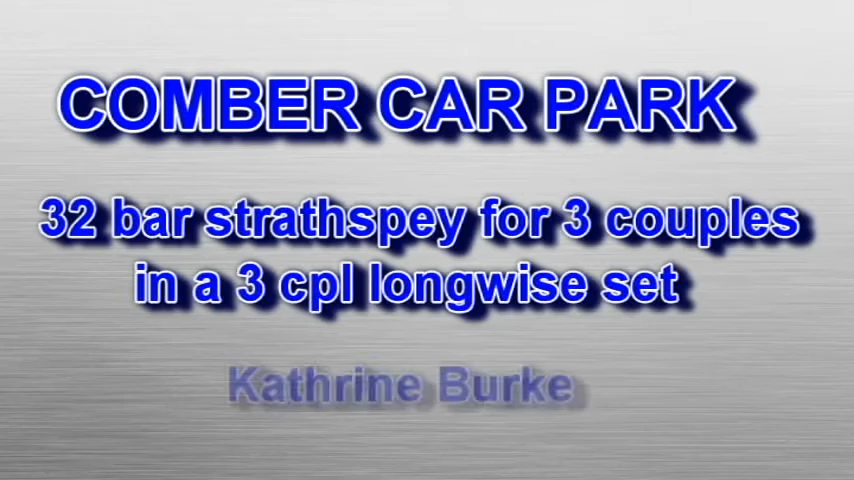 COMBER CAR PARK
32 bar strathspey for 3 couples
in a 3 cpl longwise set
Kathrine Burke